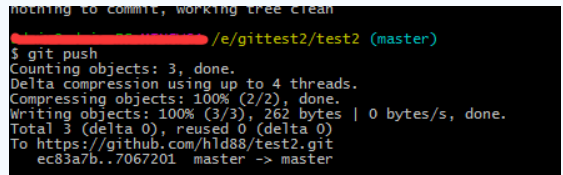 nothing to commit, working tree clean
/e/gittest2/test2 (master)
$ git push
Counting objects: 3, done.
Delta compression using up to 4 threads.
Compressing objects: 100% (2/2), done.
Writing objects: 100% (3/3), 262 bytes | 0 bytes/s, done.
Total 3 (delta 0), reused 0 (delta 0)
To https://github.com/hld88/test2.git
ec83a7b..7067201 master -> master